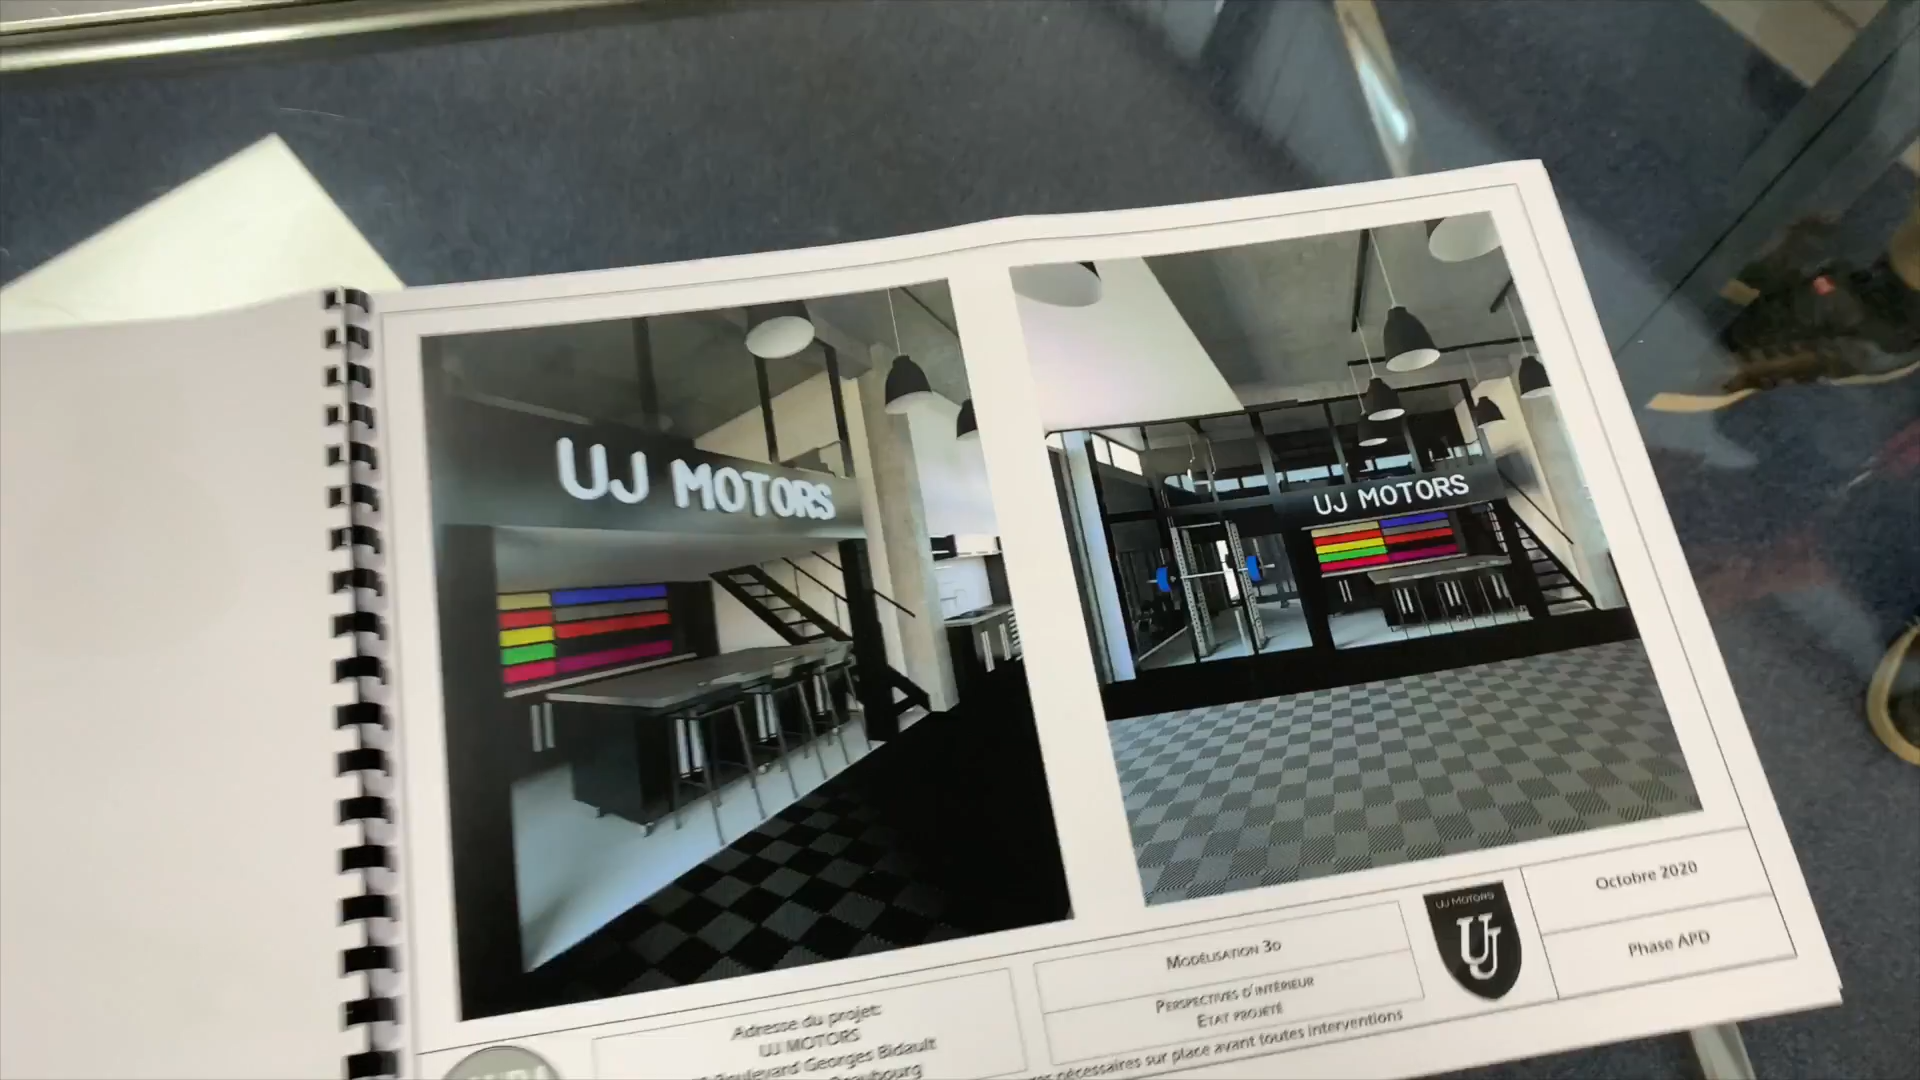 UJ MOTORS
UJ MOTORS
Adresse du projet:
UJ MOTORS
Boulevard Georges Bidault
MODÉLISATION 3D
PERSPECTIVES D'INTÉRIEUR
ETAT PROJETÉ
nécessaires sur place avant toutes interventions
UJ MOTORS
UJ
Octobre 2020
Phase APD